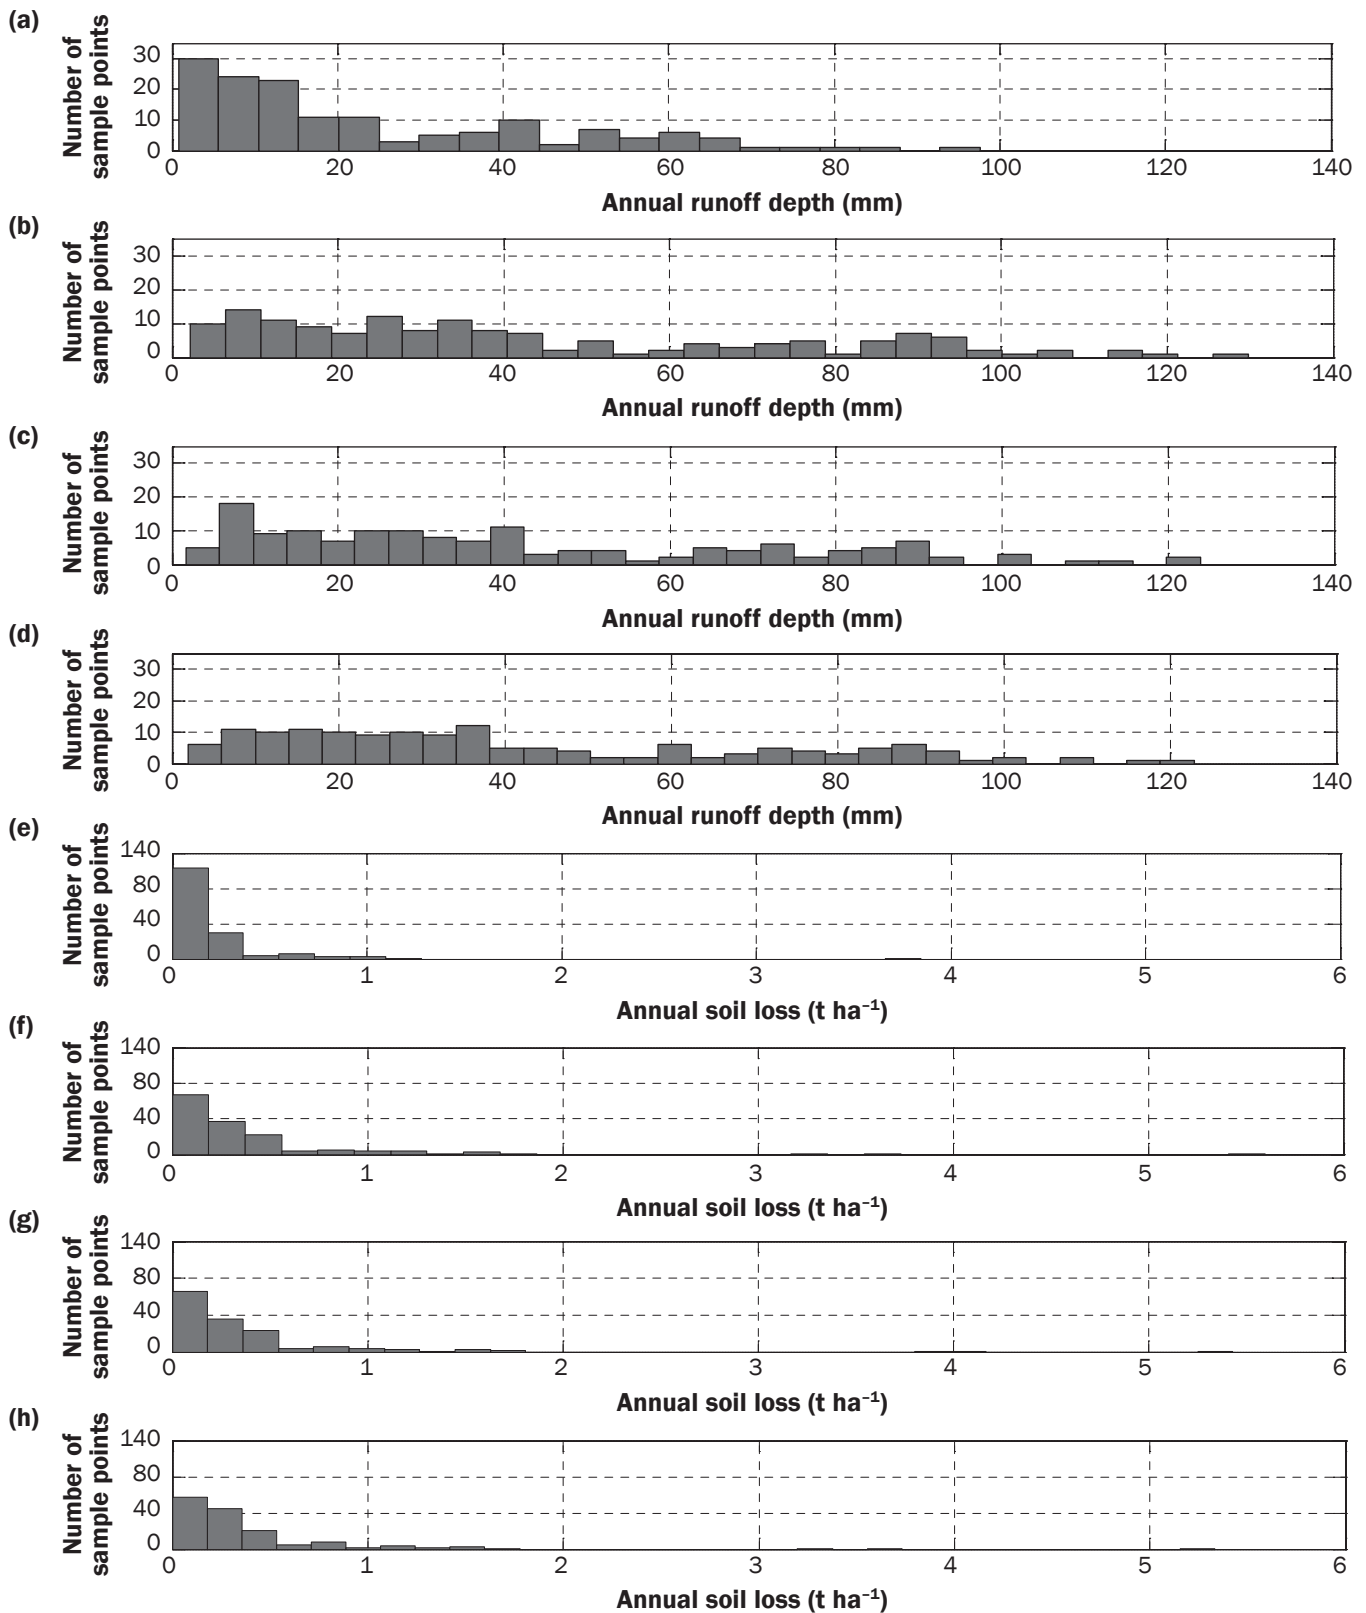 (a)
Number of
sample points
30
20
10
0
0 20 40 60 80 100 120 140
Annual runoff depth (mm)
(b)
Number of
sample points
30
20
10
0
0 20 40 60 80 100 120 140
Annual runoff depth (mm)
(c)
Number of
sample points
30
20
10
0
0 20 40 60 80 100 120 140
Annual runoff depth (mm)
(d)
Number of
sample points
30
20
10
0
0 20 40 60 80 100 120 140
Annual runoff depth (mm)
(e)
Number of
sample points
140
80
40
0
0 1 2 3 4 5 6
Annual soil loss (t ha⁻¹)
(f)
Number of
sample points
140
80
40
0
0 1 2 3 4 5 6
Annual soil loss (t ha⁻¹)
(g)
Number of
sample points
140
80
40
0
0 1 2 3 4 5 6
Annual soil loss (t ha⁻¹)
(h)
Number of
sample points
140
80
40
0
0 1 2 3 4 5 6
Annual soil loss (t ha⁻¹)